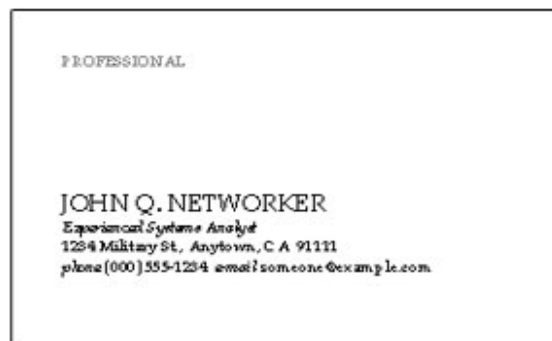 PROFESSIONAL
JOHN Q. NETWORKER
Experienced Systems Analyst
1234 Military St., Anytown, CA 91111
phone (000) 555-1234 email someone@example.com